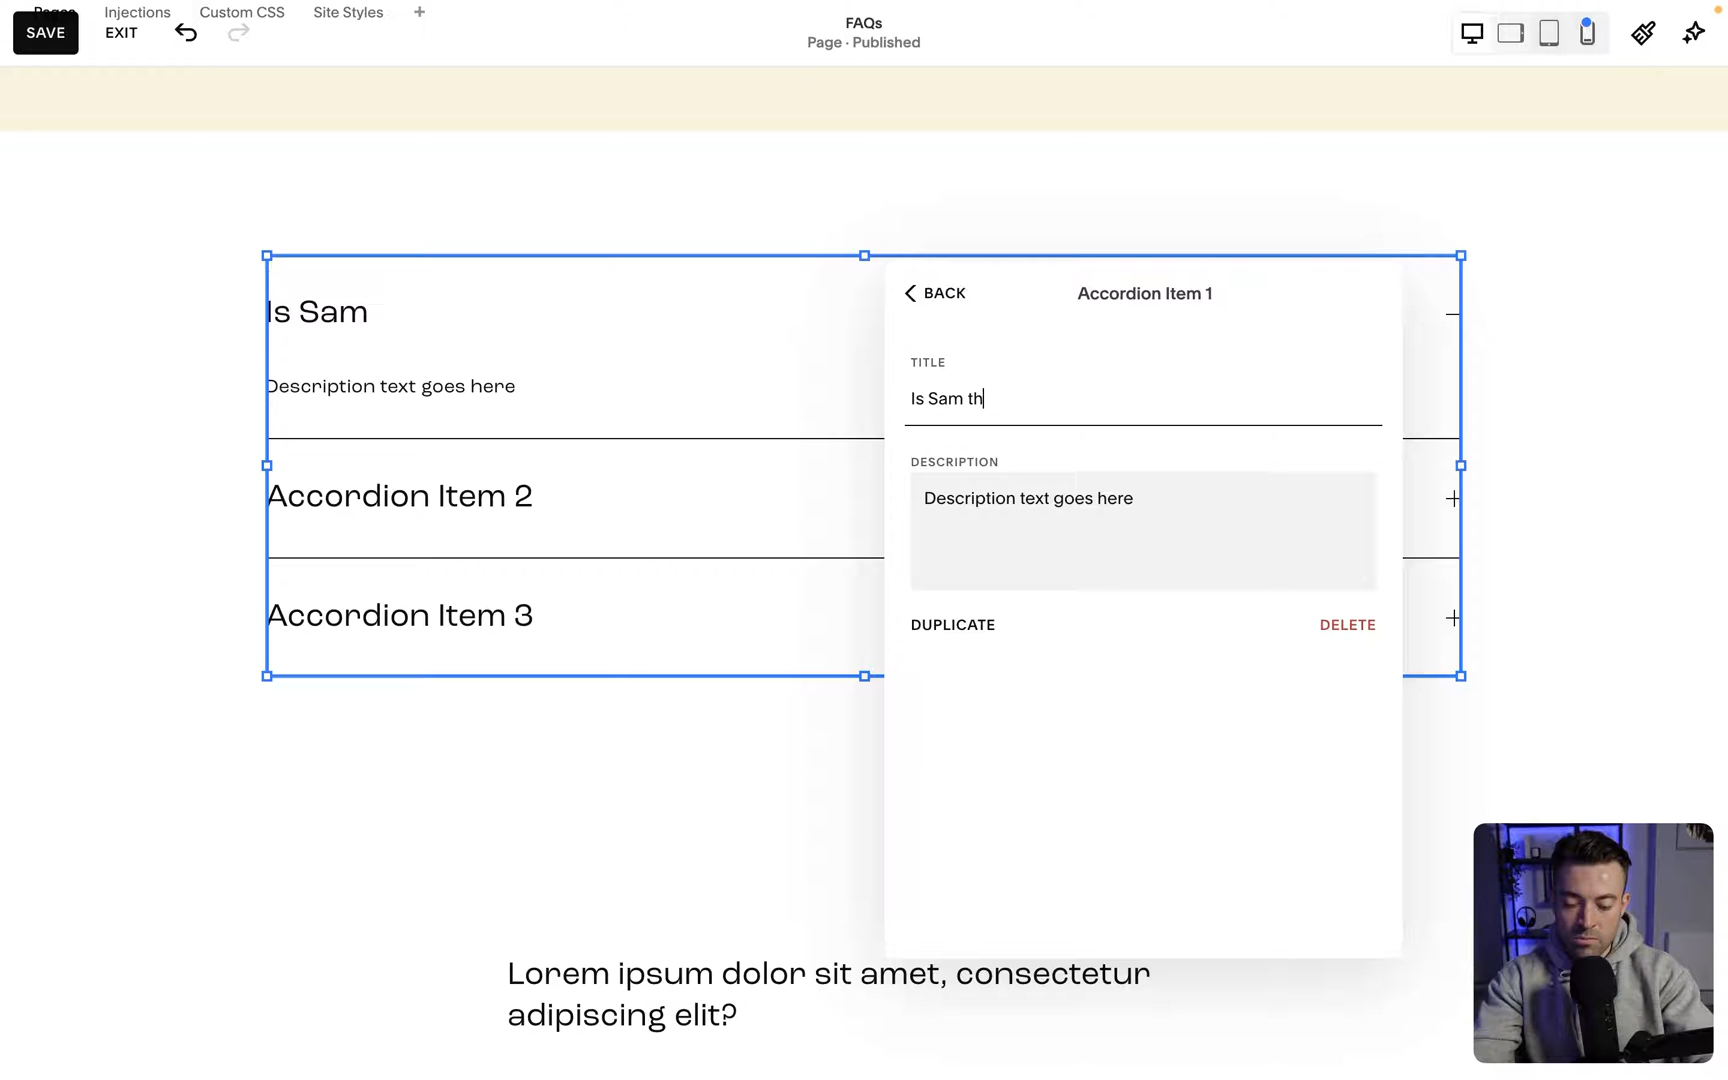 Pages Injections Custom CSS Site Styles +
SAVE EXIT
FAQs
Page · Published
Is Sam
Description text goes here
Accordion Item 2
Accordion Item 3
BACK
Accordion Item 1
TITLE
Is Sam th
DESCRIPTION
Description text goes here
DUPLICATE
DELETE
Lorem ipsum dolor sit amet, consectetur
adipiscing elit?